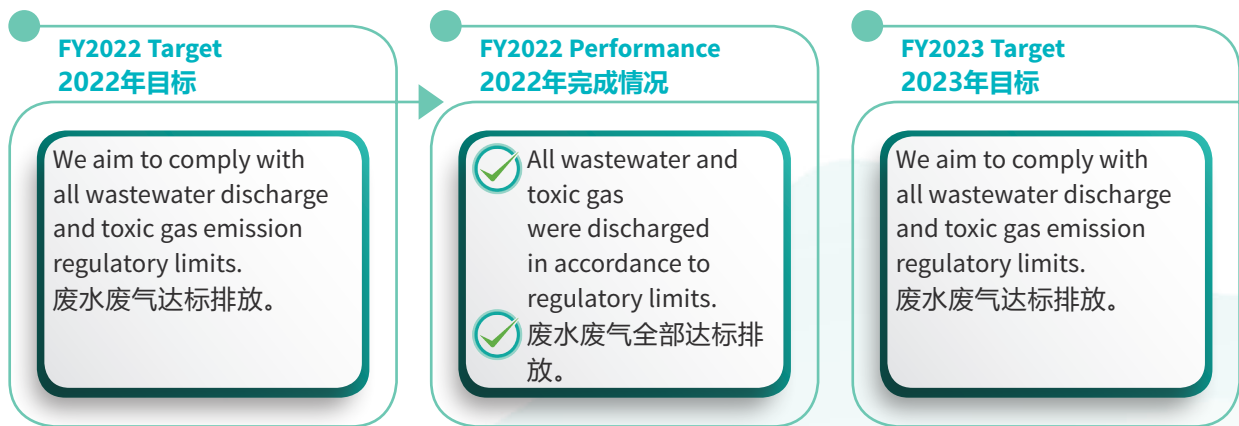 FY2022 Target
2022年目标
We aim to comply with
all wastewater discharge
and toxic gas emission
regulatory limits.
废水废气达标排放。
FY2022 Performance
2022年完成情况
All wastewater and
toxic gas
were discharged
in accordance to
regulatory limits.
废水废气全部达标排
放。
FY2023 Target
2023年目标
We aim to comply with
all wastewater discharge
and toxic gas emission
regulatory limits.
废水废气达标排放。